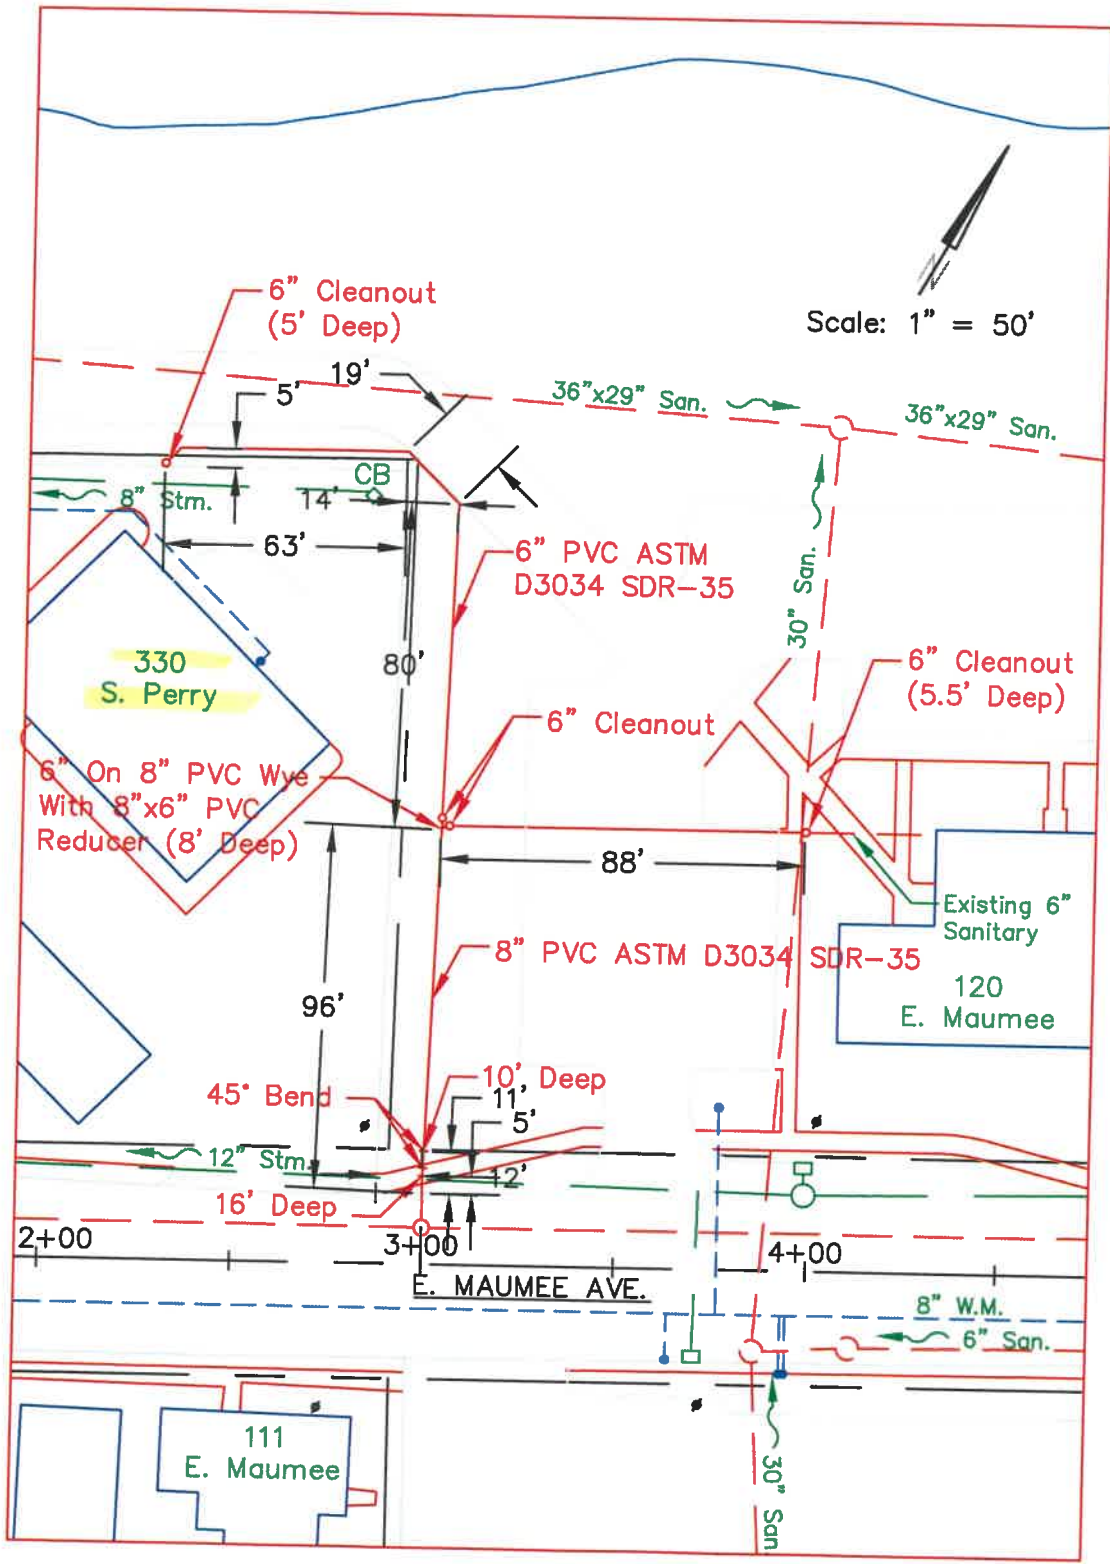 6" Cleanout
(5' Deep)
Scale: 1" = 50'
19'
5'
36"x29" San.
36"x29" San.
CB
8" Stm.
14'
63'
6" PVC ASTM
D3034 SDR-35
30" San.
330
S. Perry
80'
6" Cleanout
(5.5' Deep)
6" Cleanout
6" On 8" PVC Wye
With 8"x6" PVC
Reducer (8' Deep)
88'
Existing 6"
Sanitary
8" PVC ASTM D3034 SDR-35
120
E. Maumee
96'
10' Deep
45° Bend
11'
5'
12" Stm.
12'
16' Deep
2+00
3+00
4+00
E. MAUMEE AVE.
8" W.M.
6" San.
111
E. Maumee
30" San